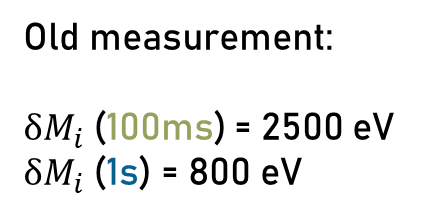 Old measurement:
δMᵢ (100ms) = 2500 eV
δMᵢ (1s) = 800 eV